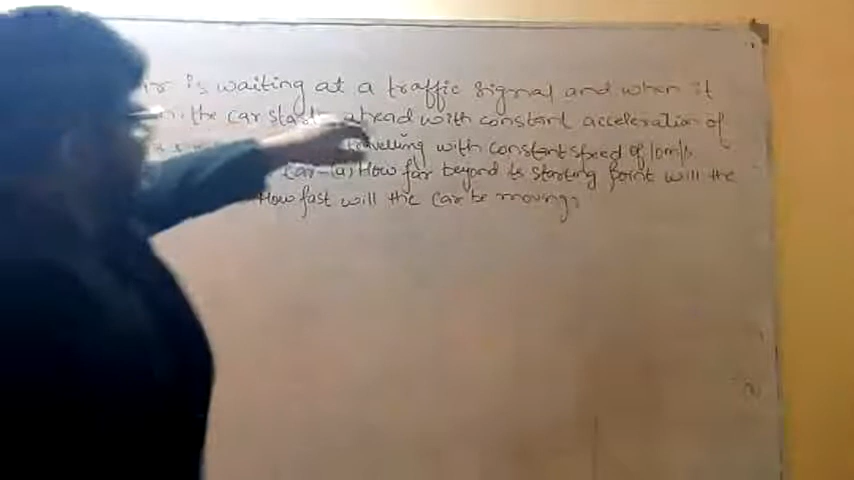 is waiting at a traffic signal and when it
the car starts ahead with constant acceleration of
travelling with constant speed of 10m/s
car-(a) How far beyond its starting point will the
How fast will the car be moving?